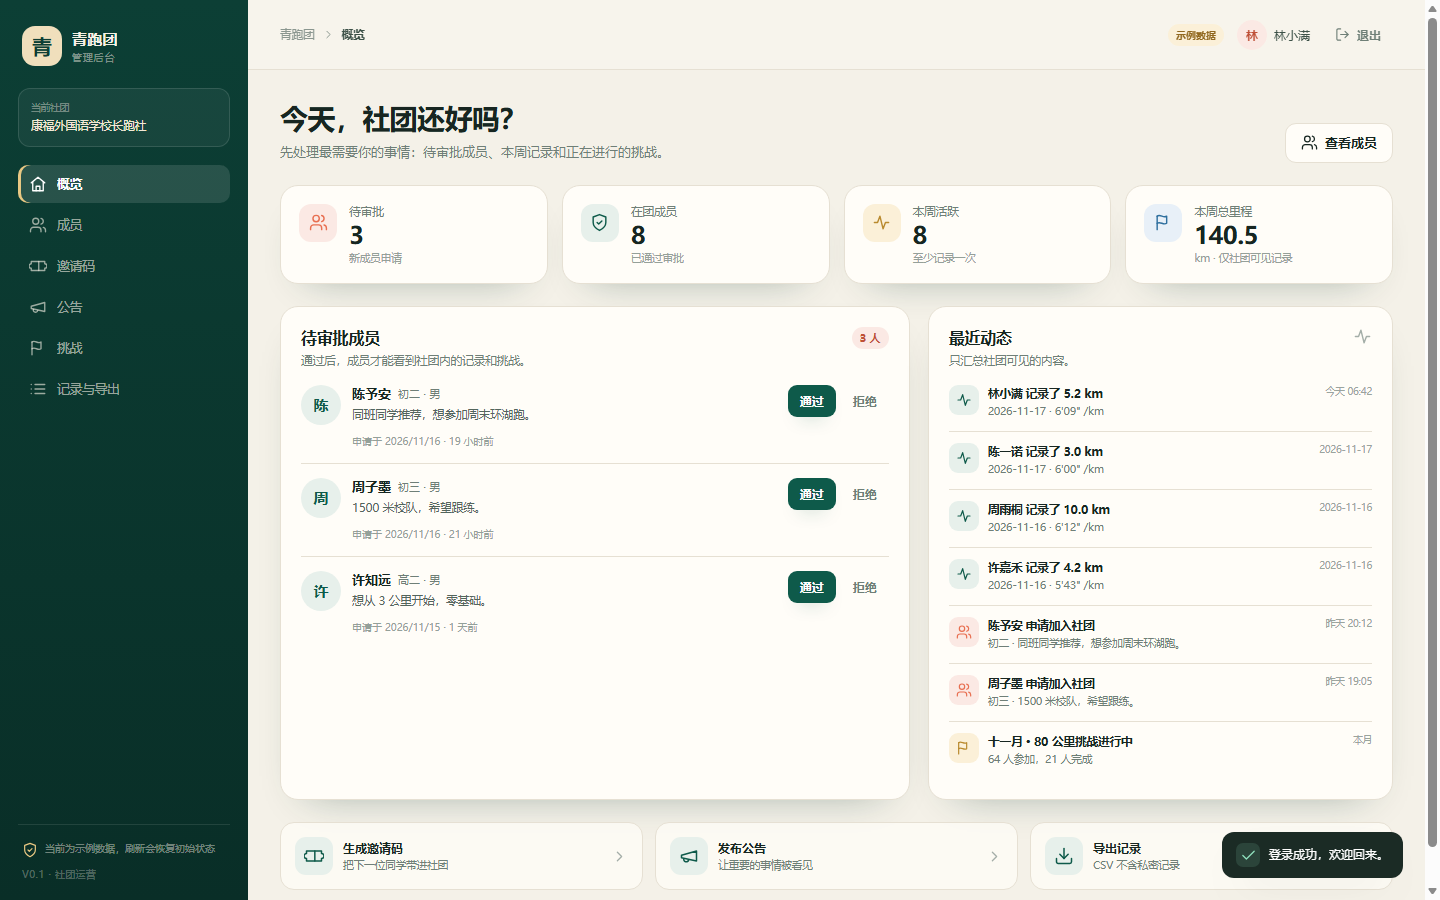 青
青跑团
管理后台
当前社团
康福外国语学校长跑社
概览
成员
邀请码
公告
挑战
记录与导出
当前为示例数据，刷新会恢复初始状态
V0.1 · 社团运营
青跑团 > 概览
示例数据
林 林小满
退出
今天，社团还好吗？
先处理最需要你的事情：待审批成员、本周记录和正在进行的挑战。
查看成员
待审批
3
新成员申请
在团成员
8
已通过审批
本周活跃
8
至少记录一次
本周总里程
140.5
km · 仅社团可见记录
待审批成员
3 人
通过后，成员才能看到社团内的记录和挑战。
陈
陈予安 初二 · 男
同班同学推荐，想参加周末环湖跑。
申请于 2026/11/16 · 19 小时前
通过
拒绝
周
周子墨 初三 · 男
1500 米校队，希望跟练。
申请于 2026/11/16 · 21 小时前
通过
拒绝
许
许知远 高二 · 男
想从 3 公里开始，零基础。
申请于 2026/11/15 · 1 天前
通过
拒绝
最近动态
只汇总社团可见的内容。
林小满 记录了 5.2 km
2026-11-17 · 6'09" /km
今天 06:42
陈一诺 记录了 3.0 km
2026-11-17 · 6'00" /km
2026-11-17
周雨桐 记录了 10.0 km
2026-11-16 · 6'12" /km
2026-11-16
许嘉禾 记录了 4.2 km
2026-11-16 · 5'43" /km
2026-11-16
陈予安 申请加入社团
初二 · 同班同学推荐，想参加周末环湖跑。
昨天 20:12
周子墨 申请加入社团
初三 · 1500 米校队，希望跟练。
昨天 19:05
十一月 • 80 公里挑战进行中
64 人参加，21 人完成
本月
生成邀请码
把下一位同学带进社团
发布公告
让重要的事情被看见
导出记录
CSV 不含私密记录
登录成功，欢迎回来。